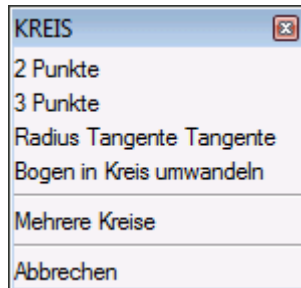 KREIS
2 Punkte
3 Punkte
Radius Tangente Tangente
Bogen in Kreis umwandeln
Mehrere Kreise
Abbrechen